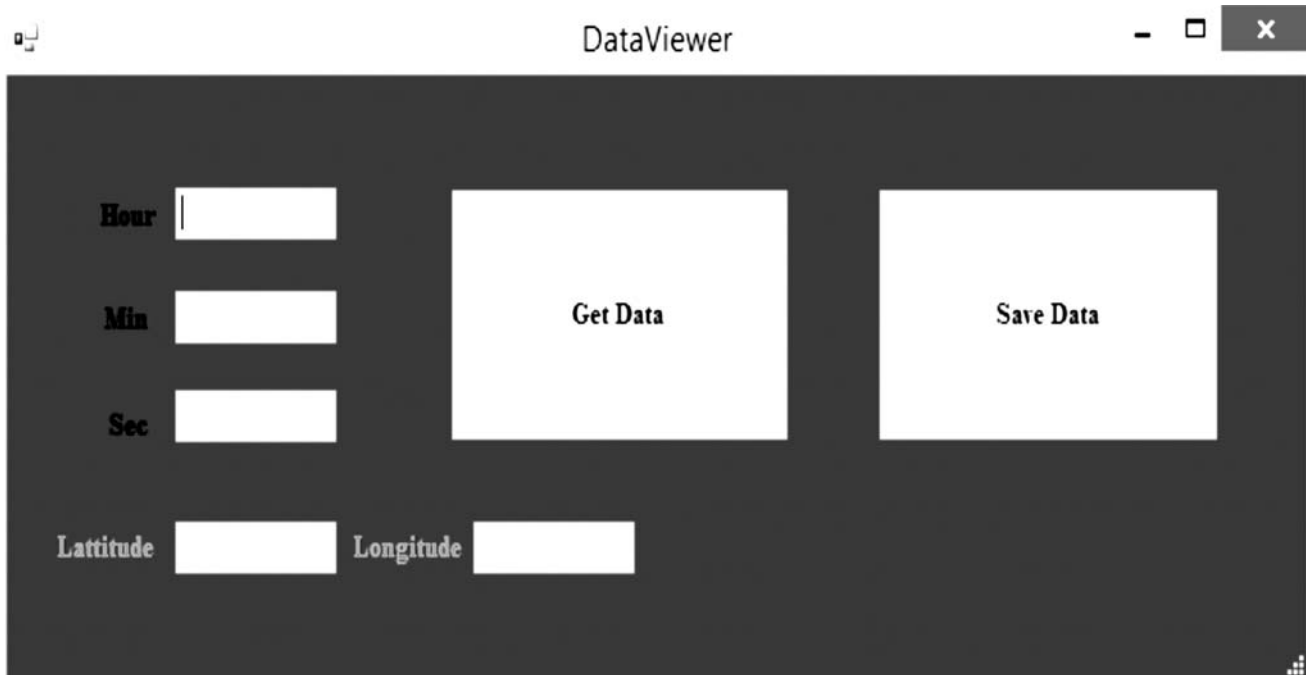 DataViewer
Hour
Min
Get Data
Save Data
Sec
Lattitude
Longitude